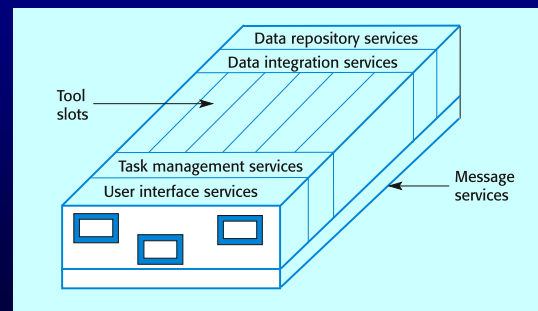 Data repository services
Data integration services
Tool
slots
Task management services
User interface services
Message
services